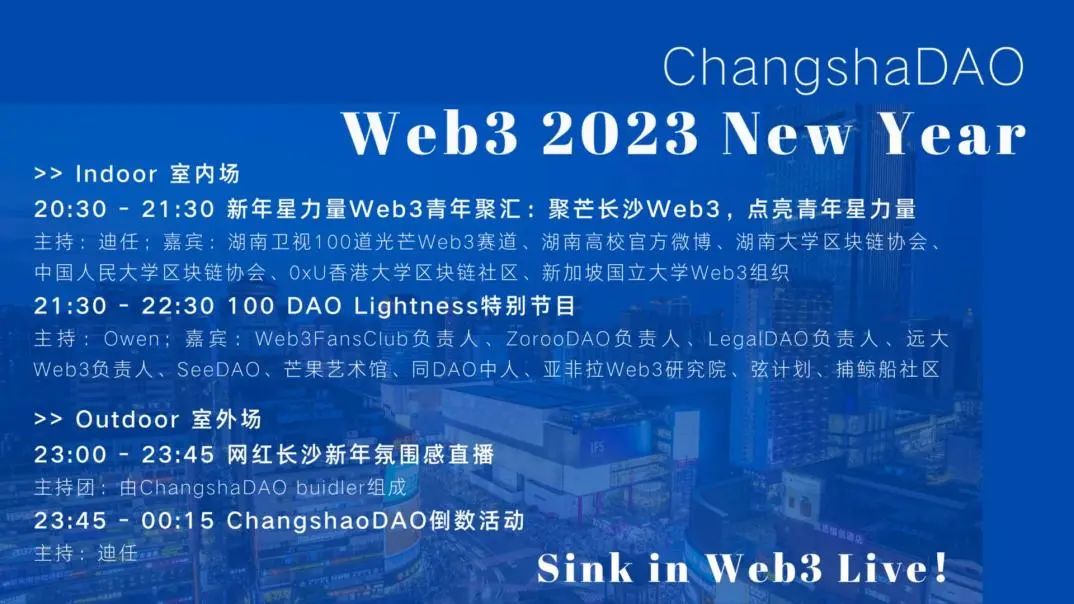 ChangshaDAO
Web3 2023 New Year
>> Indoor 室内场
20:30 - 21:30 新年星力量Web3青年聚汇：聚芒长沙Web3，点亮青年星力量
主持：迪任；嘉宾：湖南卫视100道光芒Web3赛道、湖南高校官方微博、湖南大学区块链协会、
中国人民大学区块链协会、0xU香港大学区块链社区、新加坡国立大学Web3组织
21:30 - 22:30 100 DAO Lightness特别节目
主持：Owen；嘉宾：Web3FansClub负责人、ZorooDAO负责人、LegalDAO负责人、远大
Web3负责人、SeeDAO、芒果艺术馆、同DAO中人、亚非拉Web3研究院、弦计划、捕鲸船社区
>> Outdoor 室外场
23:00 - 23:45 网红长沙新年氛围感直播
主持团：由ChangshaDAO buidler组成
23:45 - 00:15 ChangshaoDAO倒数活动
主持：迪任
Sink in Web3 Live!
IFS